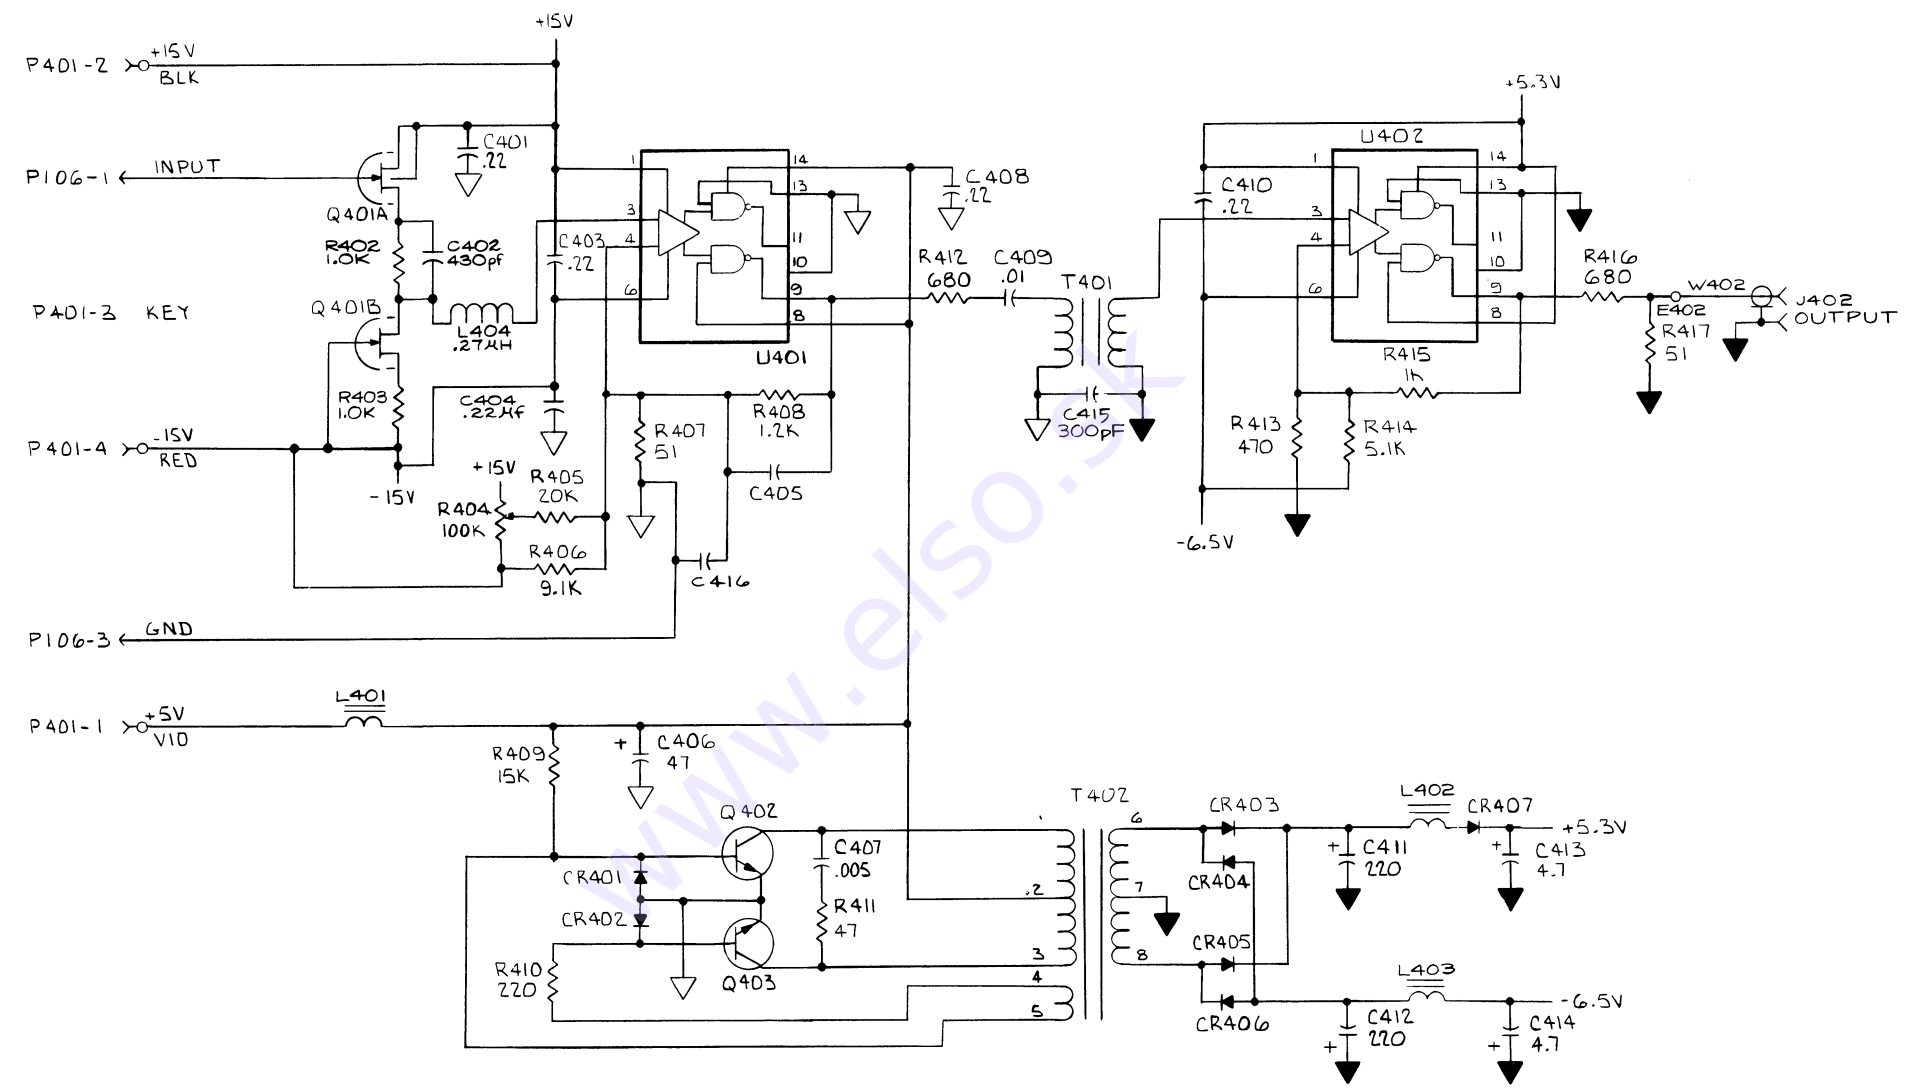 +15V
P401-2
+15V
BLK
+5.3V
C401
.22
U402
P106-1
INPUT
1
14
C408
.22
1
14
13
13
C410
.22
Q401A
3
3
R402
1.0K
C402
430pf
4
C403
.22
11
10
4
11
10
R412
680
C409
.01
T401
R416
680
6
9
6
9
W402
J402
OUTPUT
E402
P401-3 KEY
Q401B
L404
.27µH
8
8
R417
51
U401
R415
1K
R403
1.0K
C404
.22µf
R408
1.2K
C415
300pF
R407
51
R413
470
R414
5.1K
P401-4
-15V
RED
+15V
R405
20K
C405
-15V
R404
100K
-6.5V
R406
9.1K
C416
P106-3
GND
L401
P401-1
+5V
VIO
R409
15K
+
C406
47
T402
Q402
6
CR403
L402
CR407
+5.3V
C407
.005
+
C411
220
+
C413
4.7
CR401
CR404
.2
7
CR402
R411
47
CR405
3
8
R410
220
Q403
4
L403
-6.5V
5
CR406
C412
220
+
C414
4.7
+
www.elso.sk